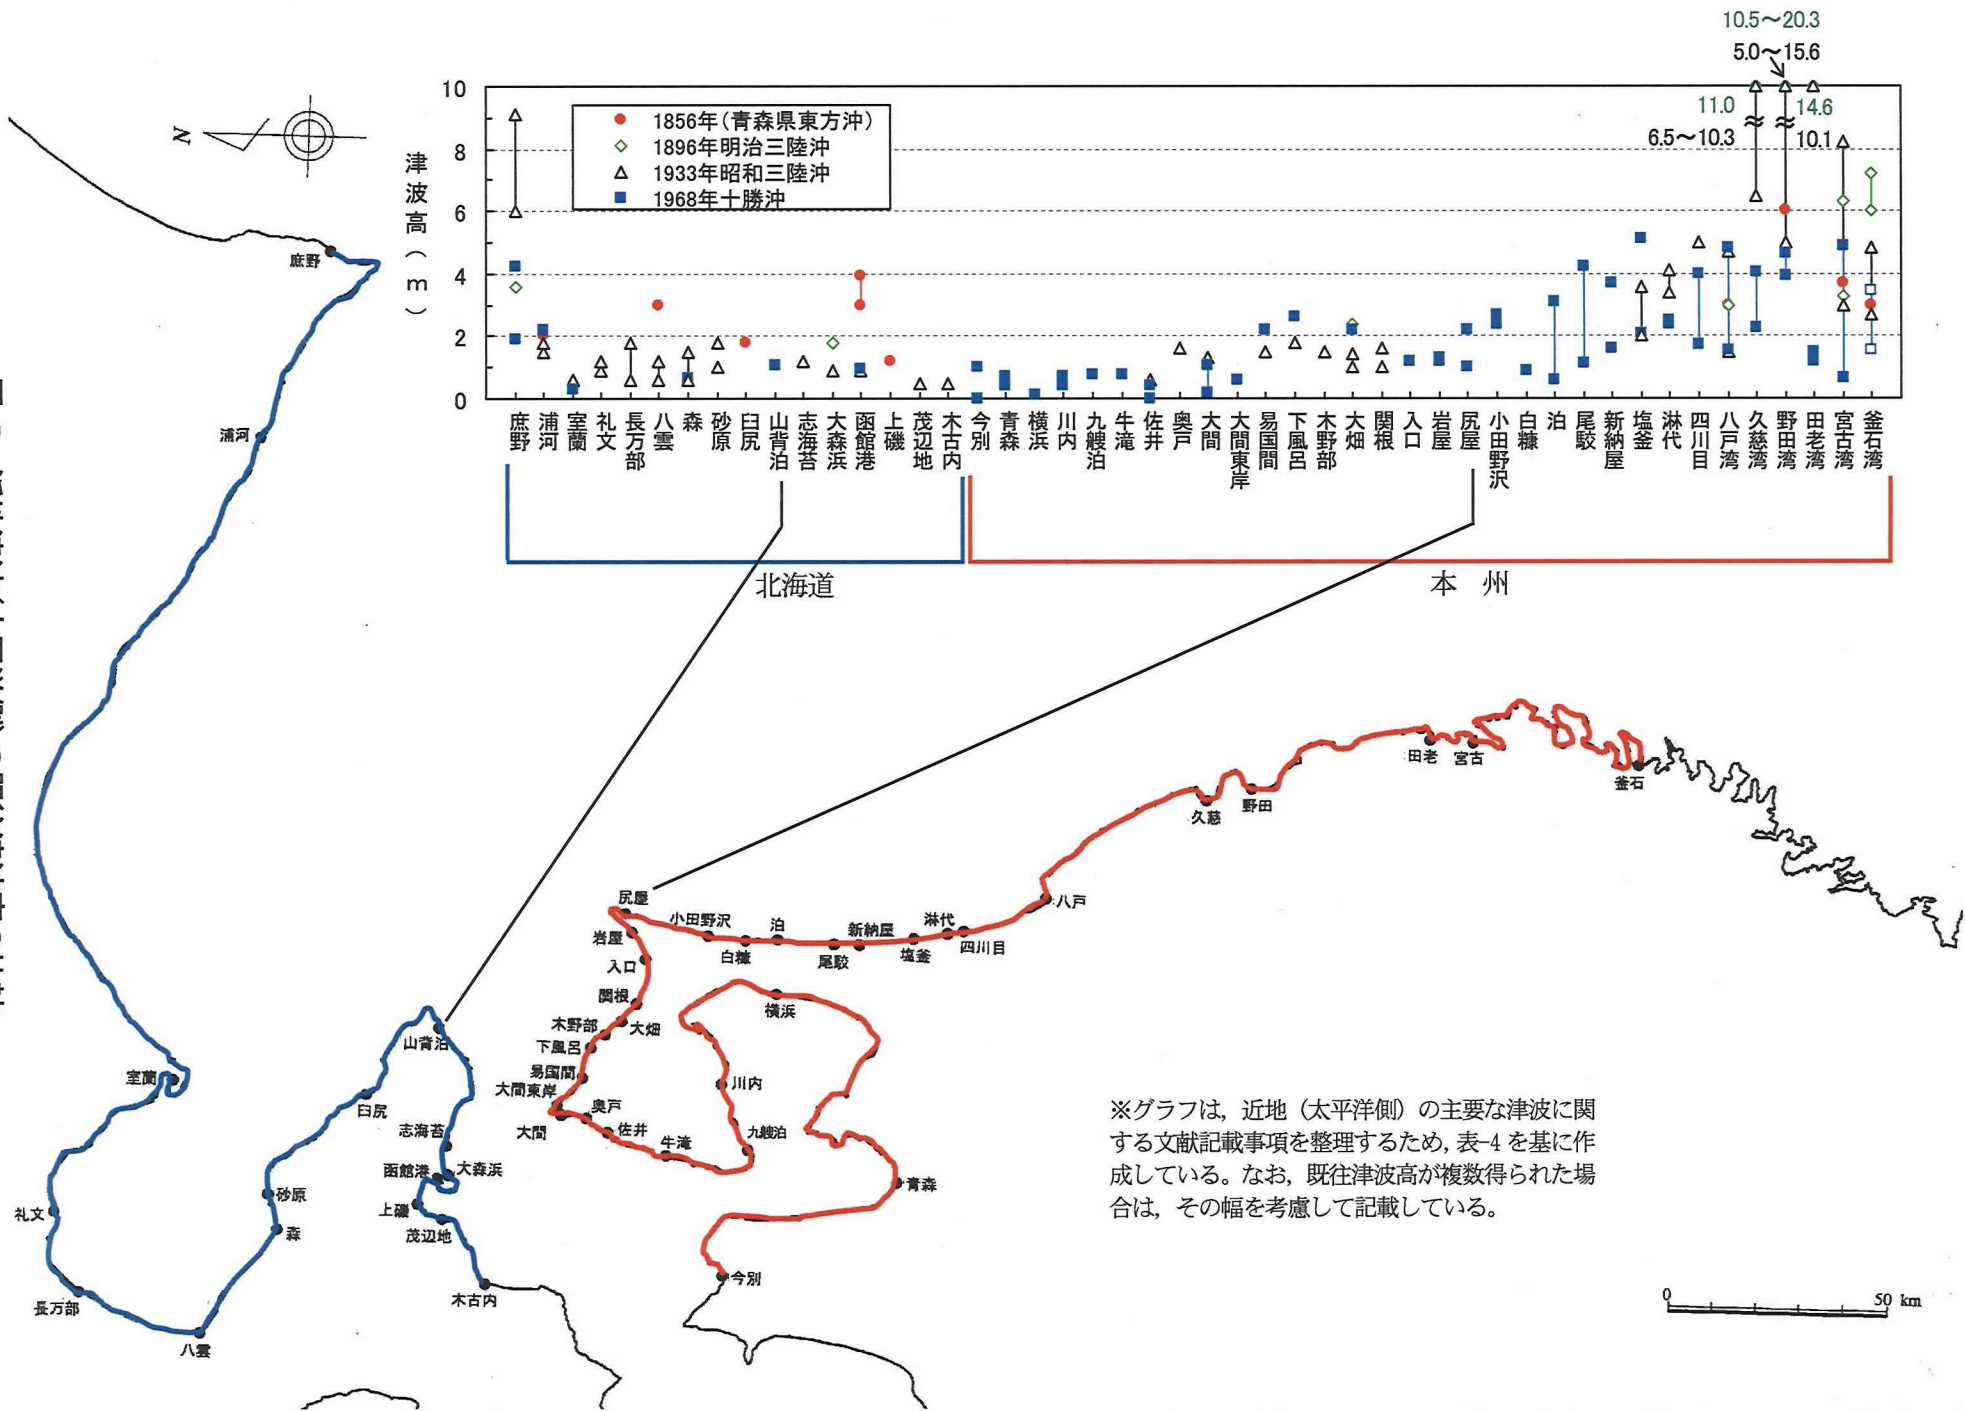 10.5～20.3
5.0～15.6
11.0
14.6
6.5～10.3
10.1
津波高（m）
10
8
6
4
2
0
1856年（青森県東方沖）
1896年明治三陸沖
1933年昭和三陸沖
1968年十勝沖
庶野
浦河
室蘭
礼文
長万部
八雲
森
砂原
臼尻
山背泊
志海苔
大森浜
函館港
上磯
茂辺地
木古内
今別
青森
横浜
川内
九艘泊
牛滝
佐井
奥戸
大間
大間東岸
易国間
下風呂
木野部
大畑
関根
入口
岩屋
尻屋
小田野沢
白糠
泊
尾駮
新納屋
塩釜
淋代
四川目
八戸湾
久慈湾
野田湾
田老湾
宮古湾
釜石湾
北海道
本 州
N
庶野
浦河
室蘭
礼文
長万部
八雲
森
砂原
臼尻
山背泊
志海苔
大森浜
函館港
上磯
茂辺地
木古内
尻屋
岩屋
入口
関根
大畑
木野部
下風呂
易国間
大間東岸
大間
奥戸
佐井
牛滝
九艘泊
川内
横浜
青森
今別
小田野沢
白糠
泊
尾駮
新納屋
塩釜
淋代
四川目
八戸
久慈
野田
田老
宮古
釜石
※グラフは，近地（太平洋側）の主要な津波に関
する文献記載事項を整理するため，表-4 を基に作
成している。なお，既往津波高が複数得られた場
合は，その幅を考慮して記載している。
0
50 km